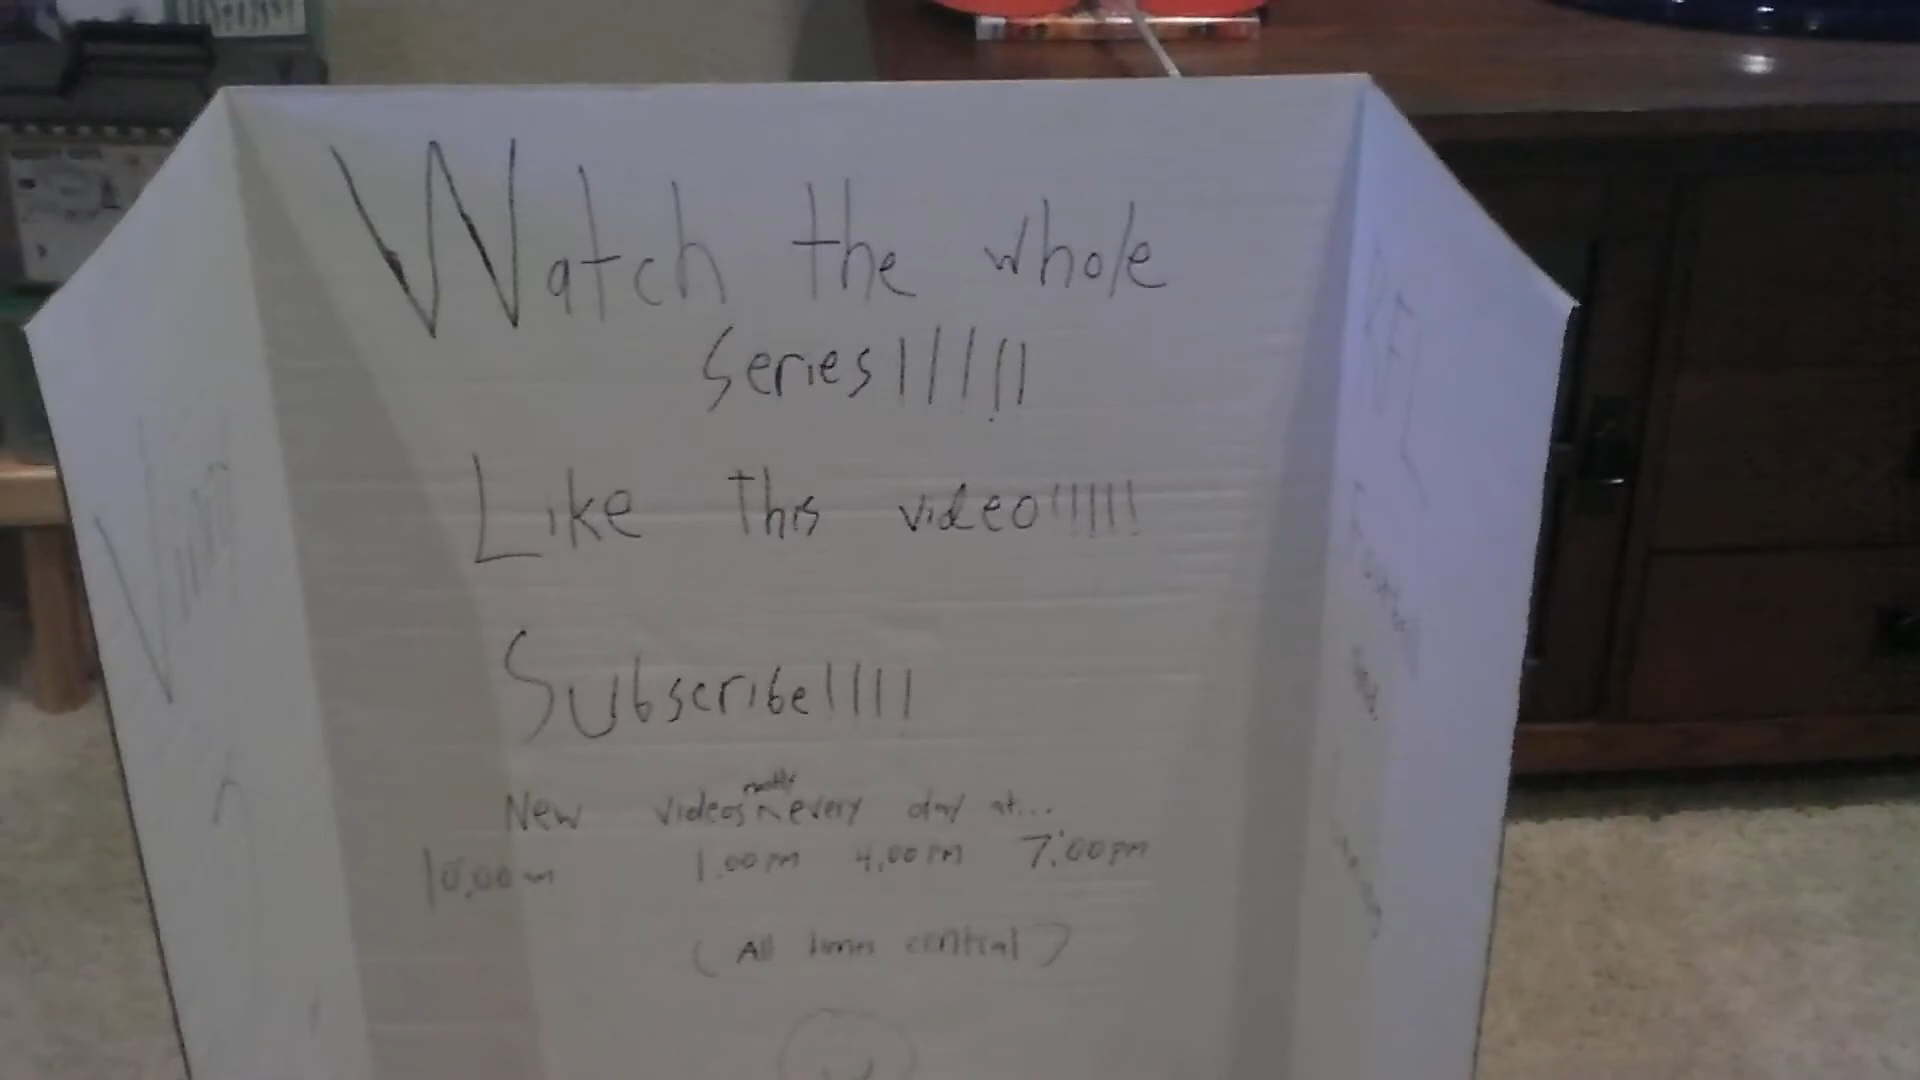 Watch the whole
series!!!!!!
Like this video!!!!!!
Subscribe!!!!!
New videos mostly every day at...
10:00am 1:00pm 4:00pm 7:00pm
(All times central)